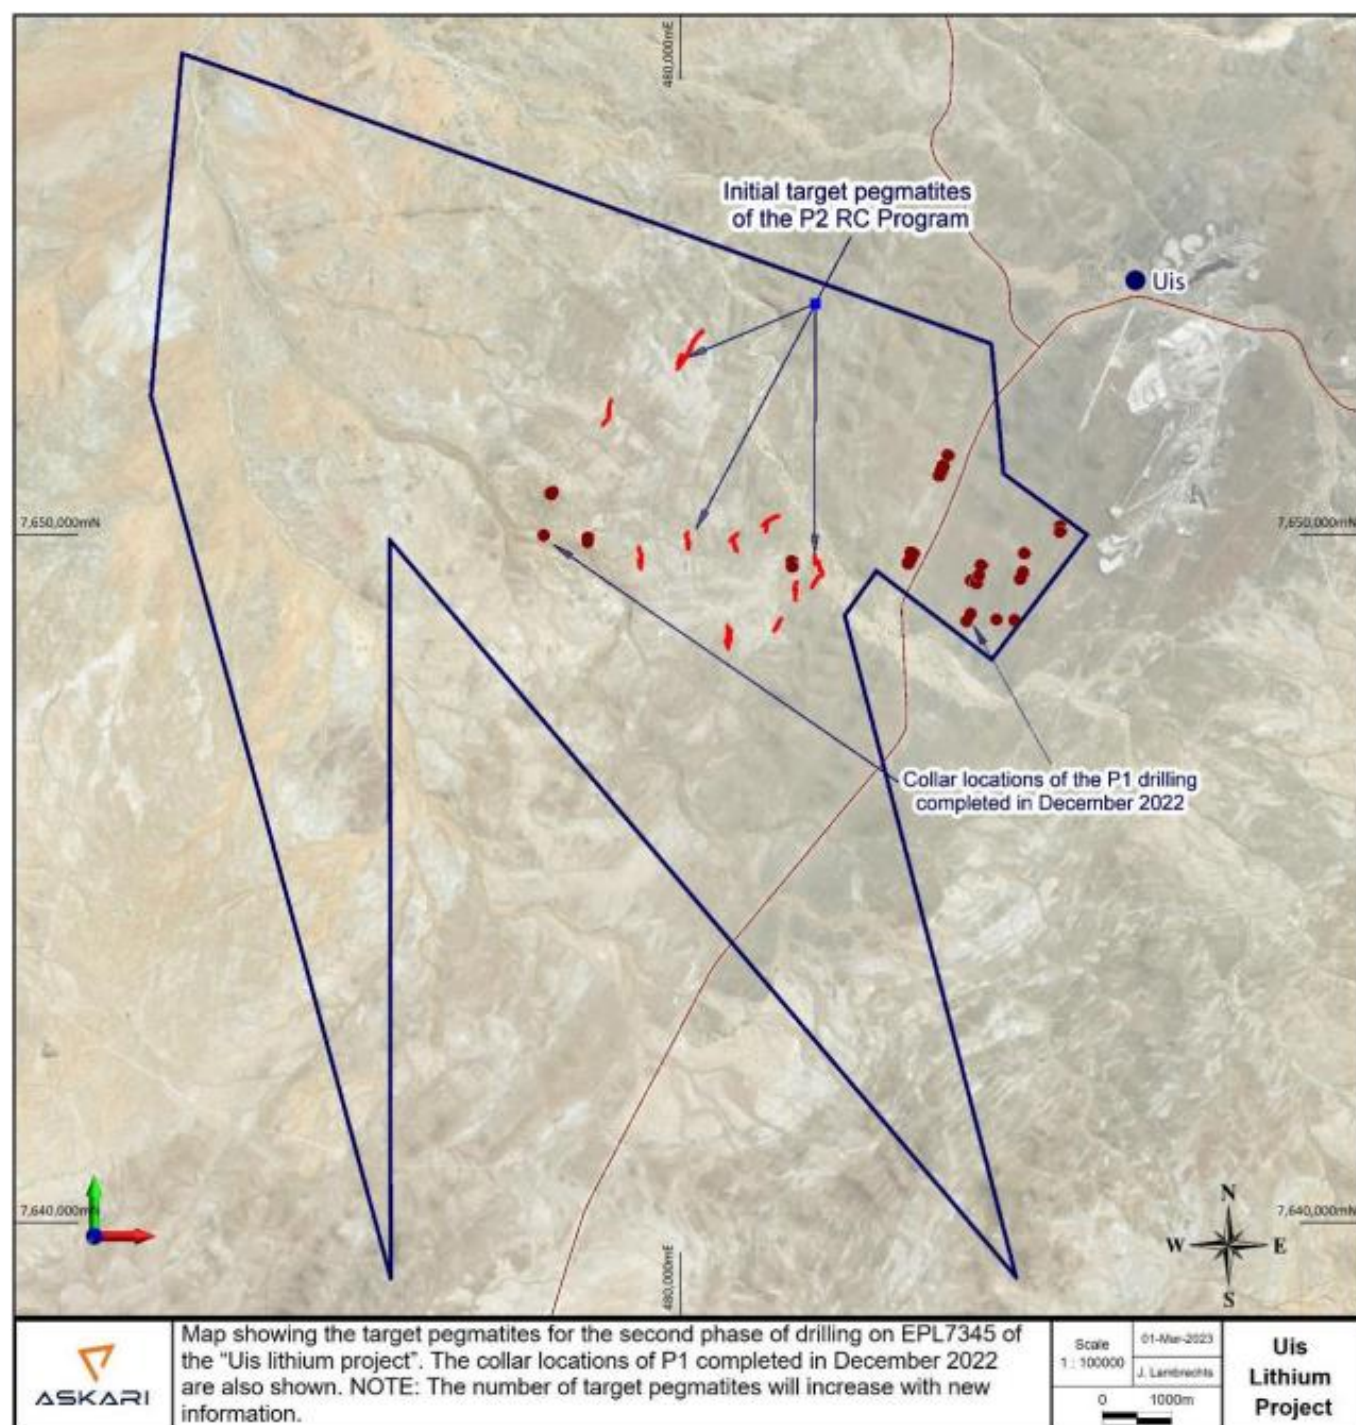 480,000mE
Initial target pegmatites
of the P2 RC Program
Uis
7,650,000mN
7,650,000mN
Collar locations of the P1 drilling
completed in December 2022
7,640,000mN
7,640,000mN
480,000mE
N
W
E
S
ASKARI
Map showing the target pegmatites for the second phase of drilling on EPL7345 of
the “Uis lithium project”. The collar locations of P1 completed in December 2022
are also shown. NOTE: The number of target pegmatites will increase with new
information.
Scale
1 : 100000
01-Mar-2023
J. Lambrechts
0 1000m
Uis
Lithium
Project